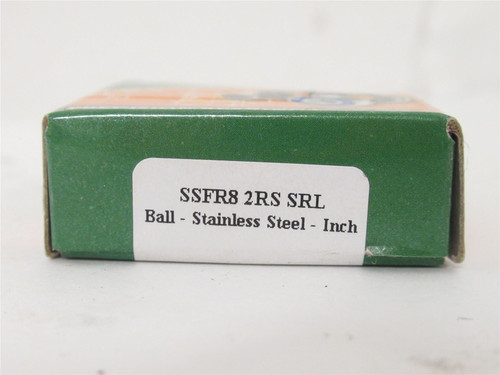 SSFR8 2RS SRL
Ball - Stainless Steel - Inch